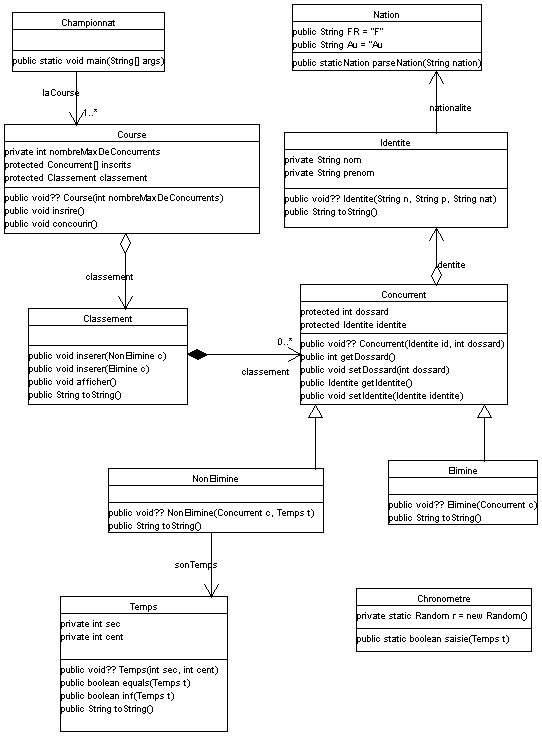 Championnat
public static void main(String[] args)
laCourse
1..*
Nation
public String FR = "F"
public String Au = "Au
public staticNation parseNation(String nation)
nationalite
Course
private int nombreMaxDeConcurrents
protected Concurrent[] inscrits
protected Classement classement
public void?? Course(int nombreMaxDeConcurrents)
public void insrire()
public void concourir()
Identite
private String nom
private String prenom
public void?? Identite(String n, String p, String nat)
public String toString()
classement
identite
Classement
public void inserer(NonElimine c)
public void inserer(Elimine c)
public void afficher()
public String toString()
0..*
classement
Concurrent
protected int dossard
protected Identite identite
public void?? Concurrent(Identite id, int dossard)
public int getDossard()
public void setDossard(int dossard)
public Identite getIdentite()
public void setIdentite(Identite identite)
NonElimine
public void?? NonElimine(Concurrent c, Temps t)
public String toString()
Elimine
public void?? Elimine(Concurrent c)
public String toString()
sonTemps
Temps
private int sec
private int cent
public void?? Temps(int sec, int cent)
public boolean equals(Temps t)
public boolean inf(Temps t)
public String toString()
Chronometre
private static Random r = new Random()
public static boolean saisie(Temps t)